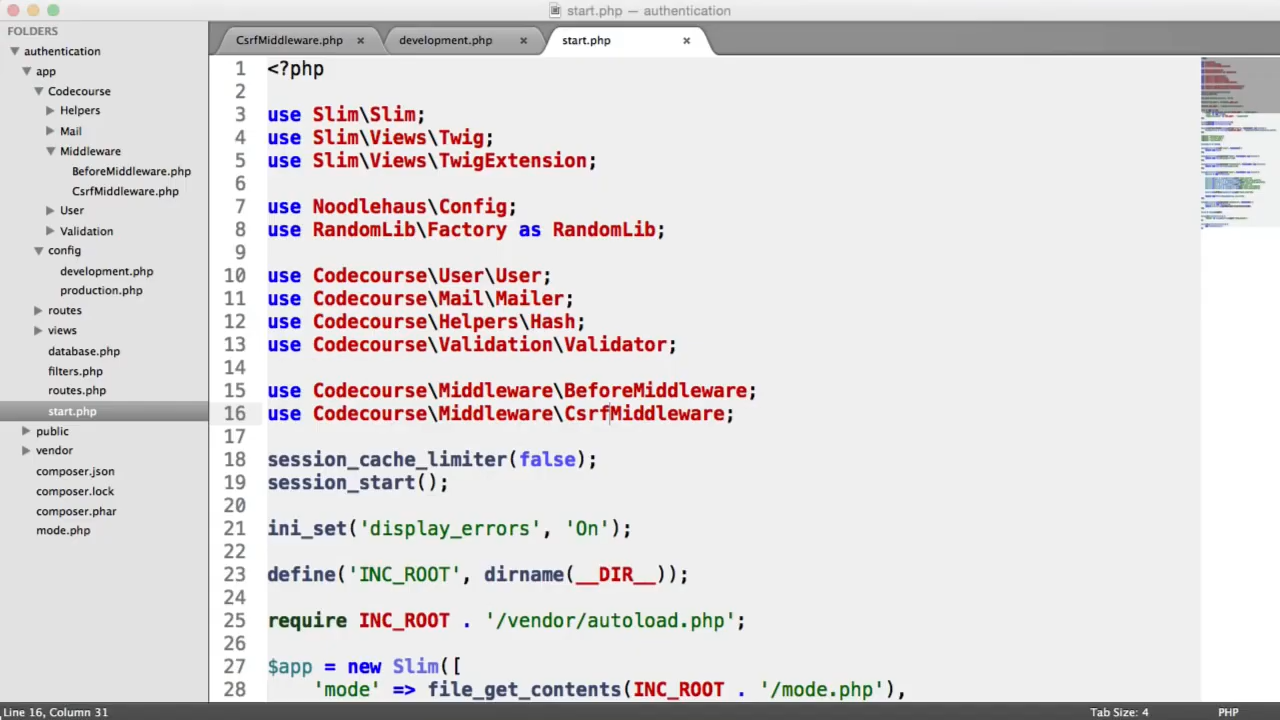 start.php — authentication
FOLDERS
authentication
app
Codecourse
Helpers
Mail
Middleware
BeforeMiddleware.php
CsrfMiddleware.php
User
Validation
config
development.php
production.php
routes
views
database.php
filters.php
routes.php
start.php
public
vendor
composer.json
composer.lock
composer.phar
mode.php
CsrfMiddleware.php ×
development.php ×
start.php ×
1 <?php
2
3 use Slim\Slim;
4 use Slim\Views\Twig;
5 use Slim\Views\TwigExtension;
6
7 use Noodlehaus\Config;
8 use RandomLib\Factory as RandomLib;
9
10 use Codecourse\User\User;
11 use Codecourse\Mail\Mailer;
12 use Codecourse\Helpers\Hash;
13 use Codecourse\Validation\Validator;
14
15 use Codecourse\Middleware\BeforeMiddleware;
16 use Codecourse\Middleware\CsrfMiddleware;
17
18 session_cache_limiter(false);
19 session_start();
20
21 ini_set('display_errors', 'On');
22
23 define('INC_ROOT', dirname(__DIR__));
24
25 require INC_ROOT . '/vendor/autoload.php';
26
27 $app = new Slim([
28 'mode' => file_get_contents(INC_ROOT . '/mode.php'),
Line 16, Column 31
Tab Size: 4
PHP